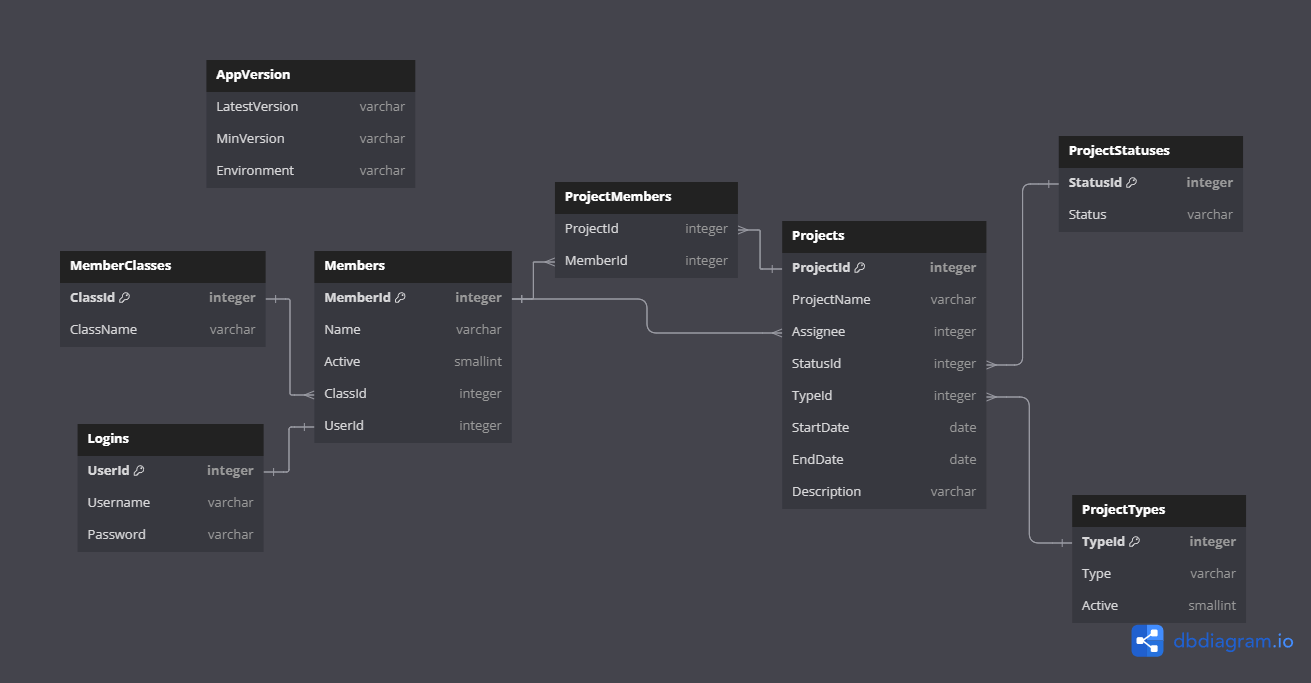 AppVersion
LatestVersion varchar
MinVersion varchar
Environment varchar
MemberClasses
ClassId integer
ClassName varchar
Logins
UserId integer
Username varchar
Password varchar
Members
MemberId integer
Name varchar
Active smallint
ClassId integer
UserId integer
ProjectMembers
ProjectId integer
MemberId integer
Projects
ProjectId integer
ProjectName varchar
Assignee integer
StatusId integer
TypeId integer
StartDate date
EndDate date
Description varchar
ProjectStatuses
StatusId integer
Status varchar
ProjectTypes
TypeId integer
Type varchar
Active smallint
dbdiagram.io